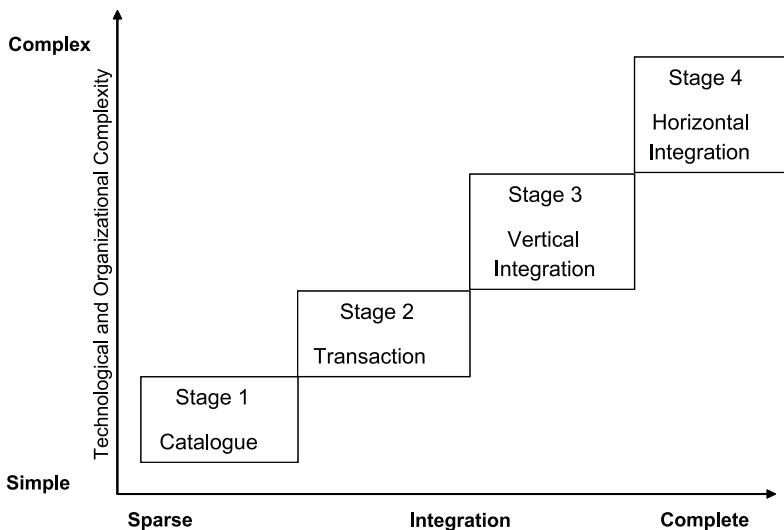 Complex
Technological and Organizational Complexity
Stage 4
Horizontal
Integration
Stage 3
Vertical
Integration
Stage 2
Transaction
Stage 1
Catalogue
Simple
Sparse Integration Complete